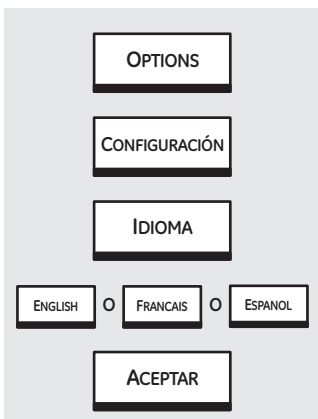 OPTIONS
CONFIGURACIÓN
IDIOMA
ENGLISH O FRANCAIS O ESPANOL
ACEPTAR